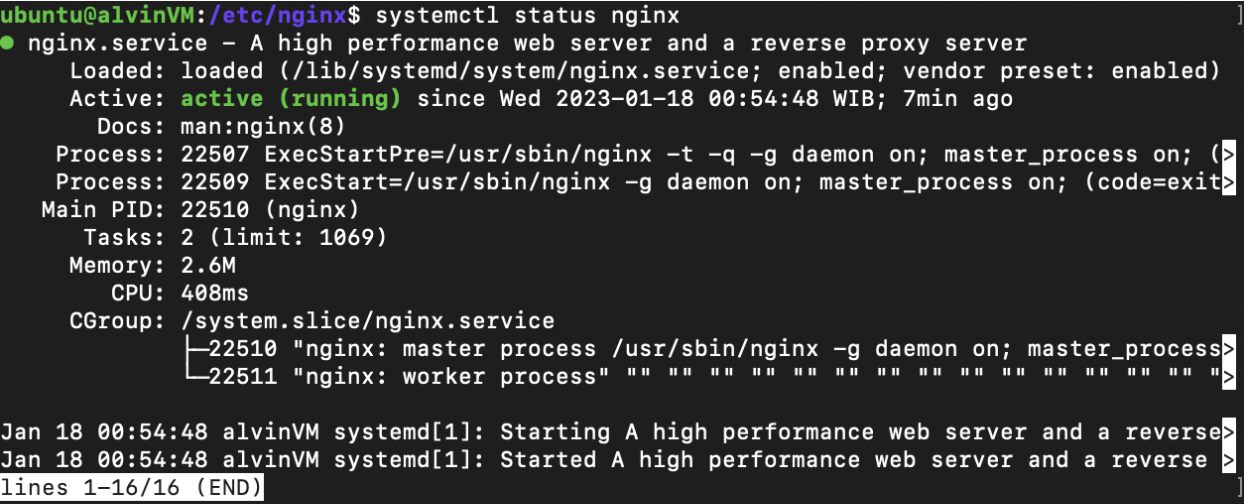 ubuntu@alvinVM:/etc/nginx$ systemctl status nginx
● nginx.service – A high performance web server and a reverse proxy server
Loaded: loaded (/lib/systemd/system/nginx.service; enabled; vendor preset: enabled)
Active: active (running) since Wed 2023-01-18 00:54:48 WIB; 7min ago
Docs: man:nginx(8)
Process: 22507 ExecStartPre=/usr/sbin/nginx -t -q -g daemon on; master_process on; (>
Process: 22509 ExecStart=/usr/sbin/nginx -g daemon on; master_process on; (code=exit>
Main PID: 22510 (nginx)
Tasks: 2 (limit: 1069)
Memory: 2.6M
CPU: 408ms
CGroup: /system.slice/nginx.service
├─22510 "nginx: master process /usr/sbin/nginx -g daemon on; master_process>
└─22511 "nginx: worker process" "" "" "" "" "" "" "" "" "" "" "" "" "" "" ">
Jan 18 00:54:48 alvinVM systemd[1]: Starting A high performance web server and a reverse>
Jan 18 00:54:48 alvinVM systemd[1]: Started A high performance web server and a reverse >
lines 1-16/16 (END)